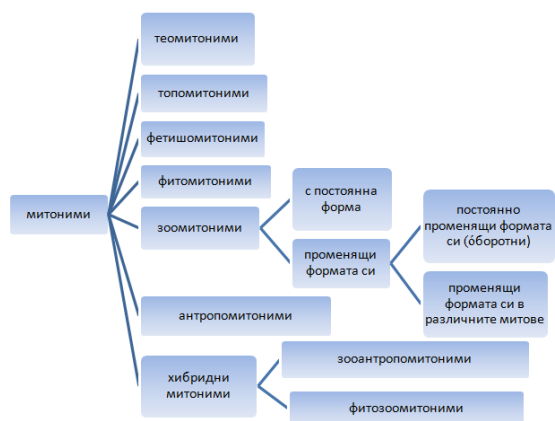 теомитоними
топомитоними
фетишомитоними
фитомитоними
митоними
зоомитоними
с постоянна
форма
променящи
формата си
постоянно
променящи формата
си (о́боротни)
променящи
формата си в
различните митове
антропомитоними
хибридни
митоними
зооантропомитоними
фитозоомитоними